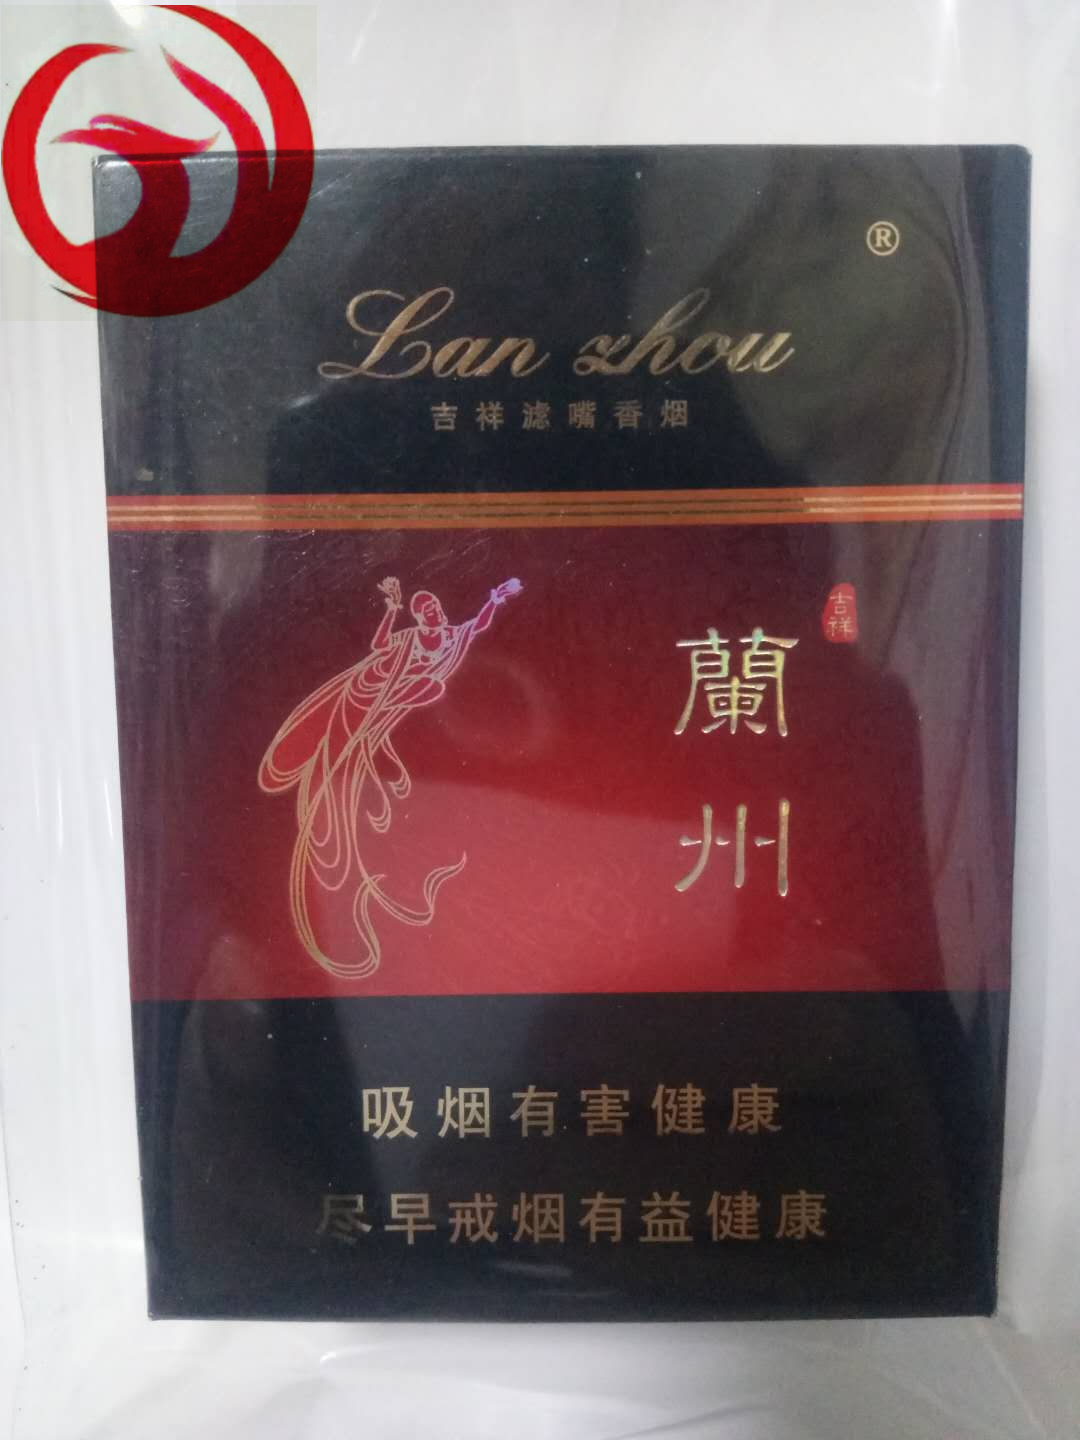 ®
Lan zhou
吉祥滤嘴香烟
吉祥
蘭州
吸烟有害健康
尽早戒烟有益健康